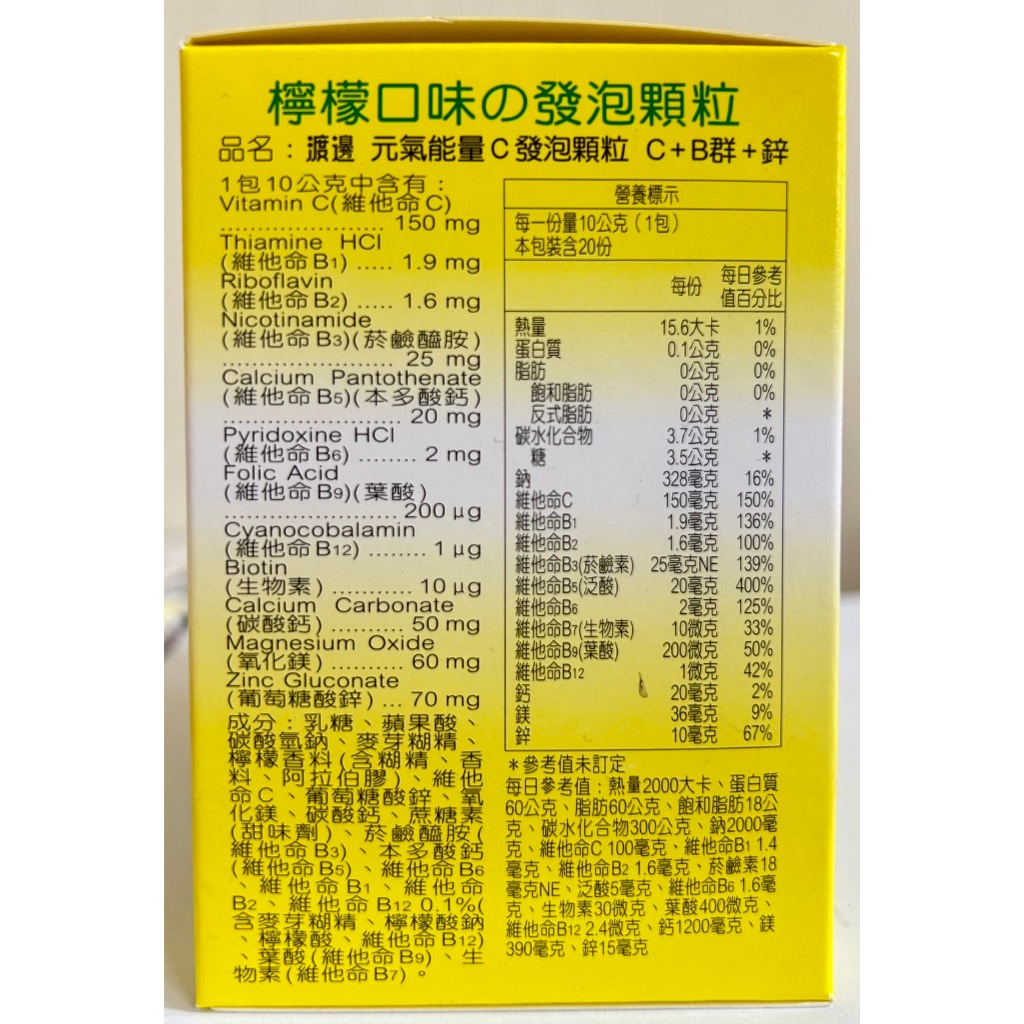 檸檬口味の發泡顆粒
品名：渡邊 元氣能量C發泡顆粒 C+B群+鋅
1包10公克中含有：
Vitamin C(維他命C)
...................... 150 mg
Thiamine HCl
(維他命B1) ..... 1.9 mg
Riboflavin
(維他命B2) ..... 1.6 mg
Nicotinamide
(維他命B3)(菸鹼醯胺)
........................ 25 mg
Calcium Pantothenate
(維他命B5)(本多酸鈣)
........................ 20 mg
Pyridoxine HCl
(維他命B6) ........ 2 mg
Folic Acid
(維他命B9)(葉酸)
....................... 200 μg
Cyanocobalamin
(維他命B12) ........ 1 μg
Biotin
(生物素) ........... 10 μg
Calcium Carbonate
(碳酸鈣) .......... 50 mg
Magnesium Oxide
(氧化鎂) .......... 60 mg
Zinc Gluconate
(葡萄糖酸鋅) ... 70 mg
成分：乳糖、蘋果酸、
碳酸氫鈉、麥芽糊精、
檸檬香料(含糊精、香
料、阿拉伯膠)、維他
命C、葡萄糖酸鋅、氧
化鎂、碳酸鈣、蔗糖素
(甜味劑)、菸鹼醯胺(
維他命B3)、本多酸鈣
(維他命B5)、維他命B6
、維他命B1、維他命
B2、維他命B12 0.1%(
含麥芽糊精、檸檬酸鈉
、檸檬酸、維他命B12)
、葉酸(維他命B9)、生
物素(維他命B7)。
營養標示
每一份量10公克（1包）
本包裝含20份
每份 每日參考
值百分比
熱量 15.6大卡 1%
蛋白質 0.1公克 0%
脂肪 0公克 0%
飽和脂肪 0公克 0%
反式脂肪 0公克 *
碳水化合物 3.7公克 1%
糖 3.5公克 *
鈉 328毫克 16%
維他命C 150毫克 150%
維他命B1 1.9毫克 136%
維他命B2 1.6毫克 100%
維他命B3(菸鹼素) 25毫克NE 139%
維他命B5(泛酸) 20毫克 400%
維他命B6 2毫克 125%
維他命B7(生物素) 10微克 33%
維他命B9(葉酸) 200微克 50%
維他命B12 1微克 42%
鈣 20毫克 2%
鎂 36毫克 9%
鋅 10毫克 67%
*參考值未訂定
每日參考值：熱量2000大卡、蛋白質
60公克、脂肪60公克、飽和脂肪18公
克、碳水化合物300公克、鈉2000毫
克、維他命C 100毫克、維他命B1 1.4
毫克、維他命B2 1.6毫克、菸鹼素18
毫克NE、泛酸5毫克、維他命B6 1.6毫
克、生物素30微克、葉酸400微克、
維他命B12 2.4微克、鈣1200毫克、鎂
390毫克、鋅15毫克